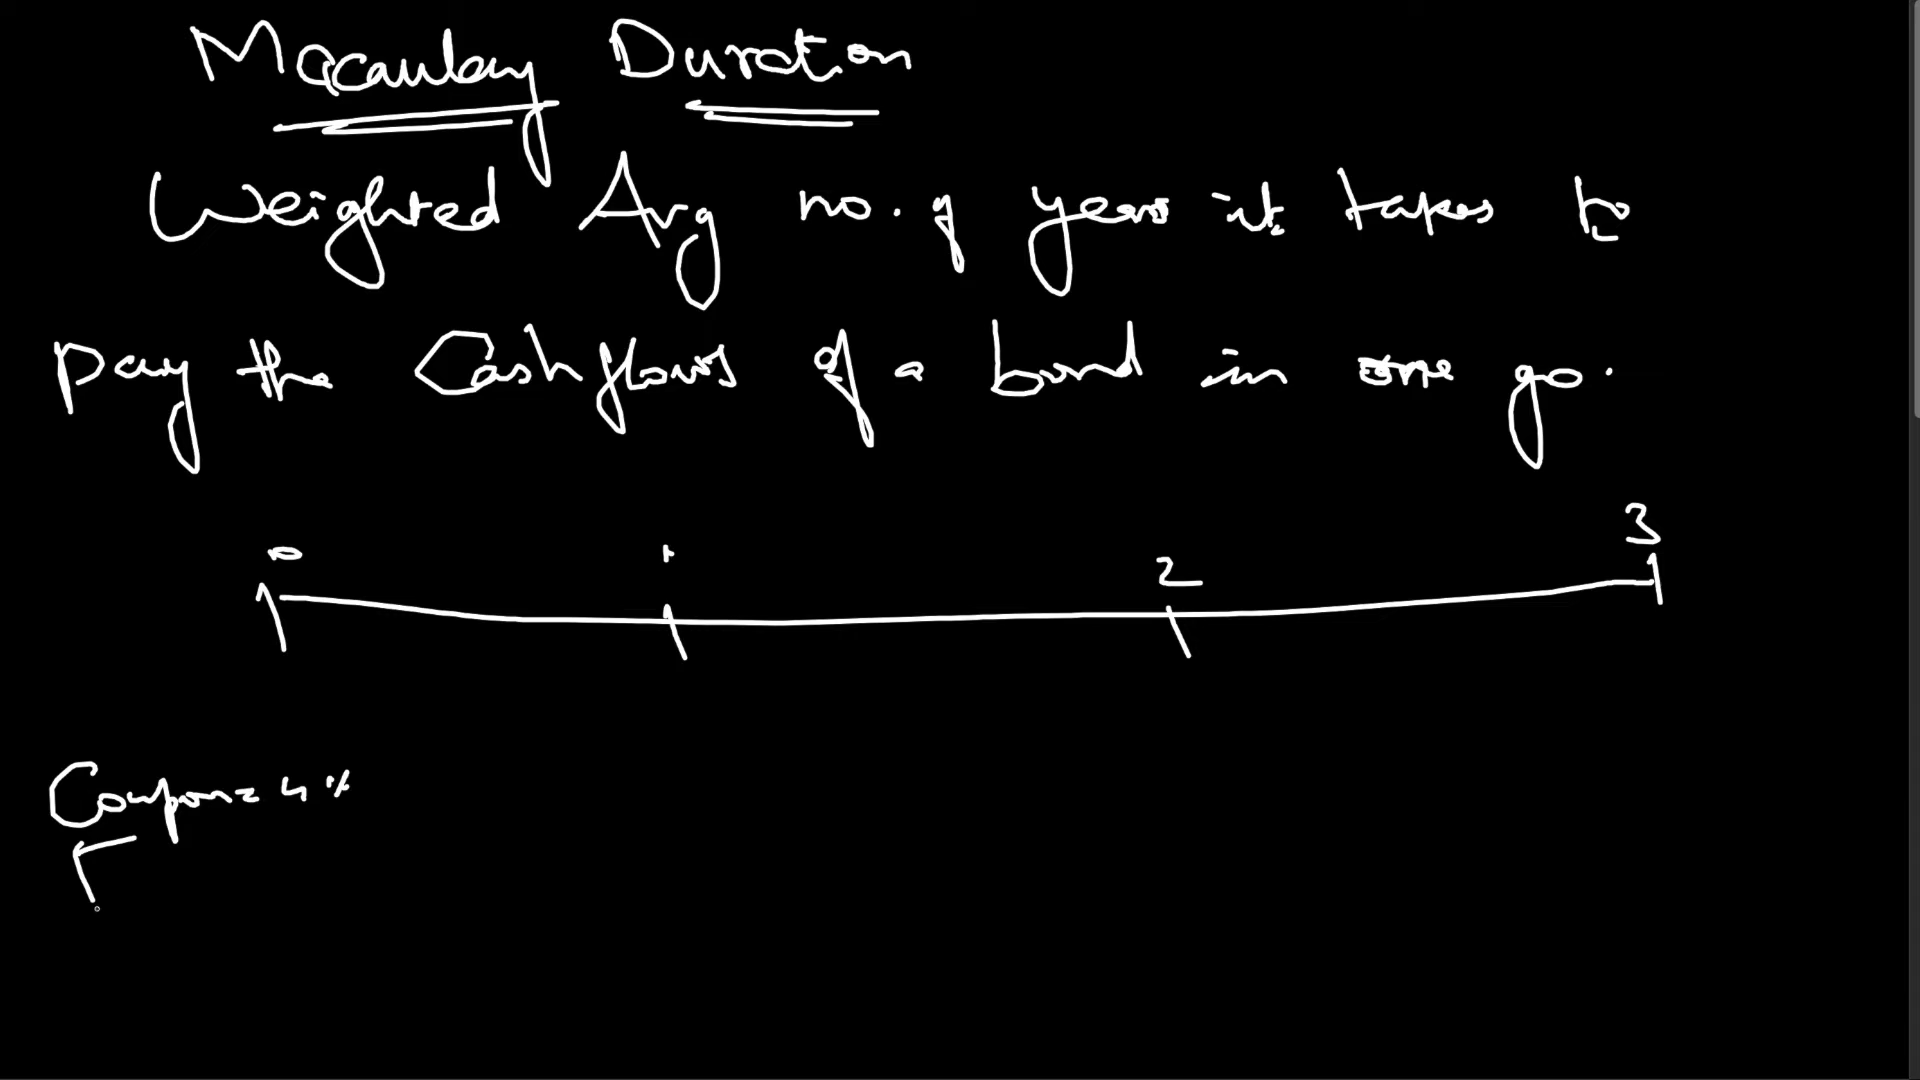 Macaulay Duration
Weighted Avg no. of years it takes to
pay the Cashflows of a bond in one go.
0 1 2 3
Coupon = 4%